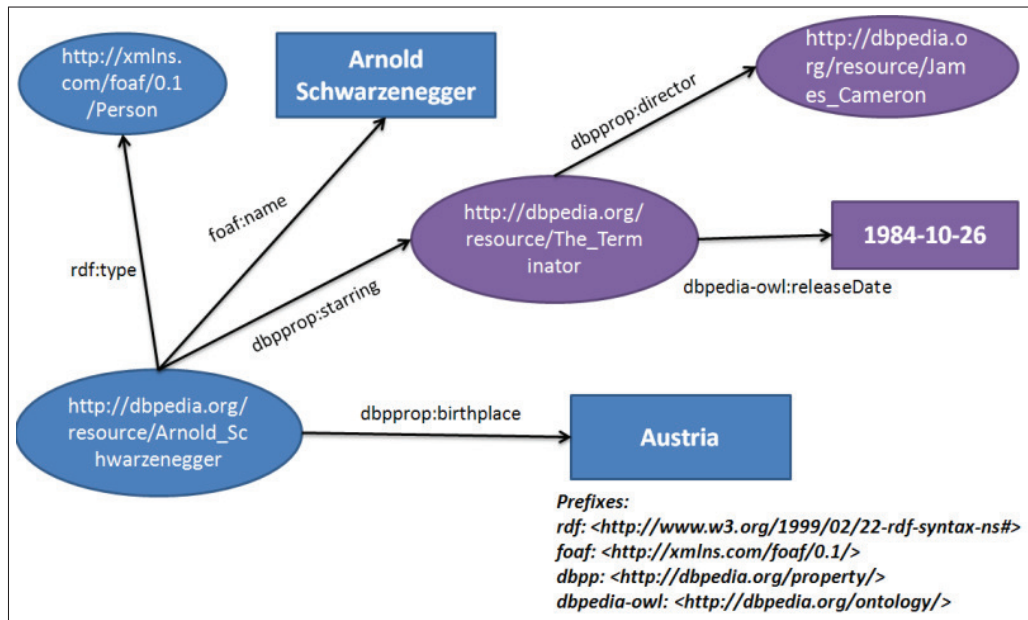 http://xmlns.
com/foaf/0.1
/Person
Arnold
Schwarzenegger
http://dbpedia.o
rg/resource/Jam
es_Cameron
dbpprop:director
foaf:name
http://dbpedia.org/
resource/The_Term
inator
1984-10-26
rdf:type
dbpprop:starring
dbpedia-owl:releaseDate
http://dbpedia.org/
resource/Arnold_Sc
hwarzenegger
dbpprop:birthplace
Austria
Prefixes:
rdf: <http://www.w3.org/1999/02/22-rdf-syntax-ns#>
foaf: <http://xmlns.com/foaf/0.1/>
dbpp: <http://dbpedia.org/property/>
dbpedia-owl: <http://dbpedia.org/ontology/>